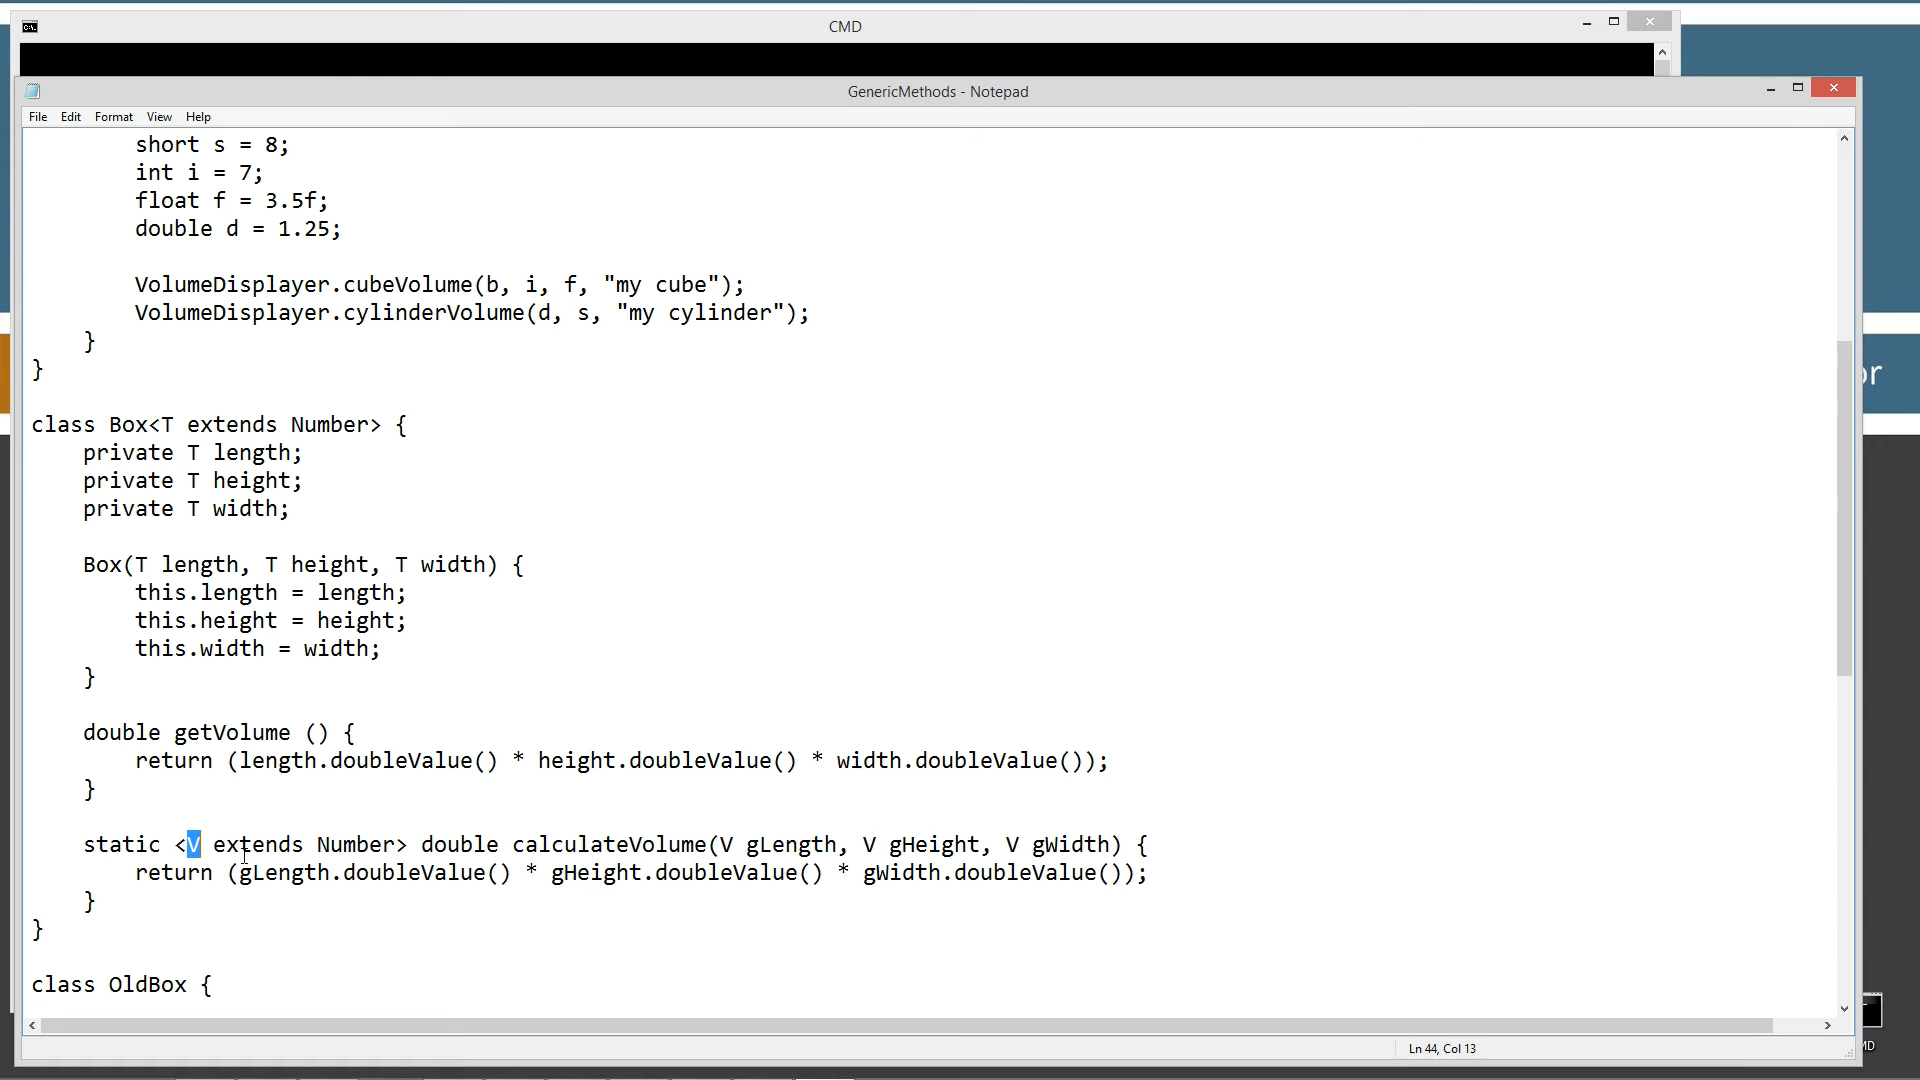 CMD
GenericMethods - Notepad
File Edit Format View Help
short s = 8;
int i = 7;
float f = 3.5f;
double d = 1.25;
VolumeDisplayer.cubeVolume(b, i, f, "my cube");
VolumeDisplayer.cylinderVolume(d, s, "my cylinder");
}
}
class Box<T extends Number> {
private T length;
private T height;
private T width;
Box(T length, T height, T width) {
this.length = length;
this.height = height;
this.width = width;
}
double getVolume () {
return (length.doubleValue() * height.doubleValue() * width.doubleValue());
}
static <V extends Number> double calculateVolume(V gLength, V gHeight, V gWidth) {
return (gLength.doubleValue() * gHeight.doubleValue() * gWidth.doubleValue());
}
}
class OldBox {
Ln 44, Col 13